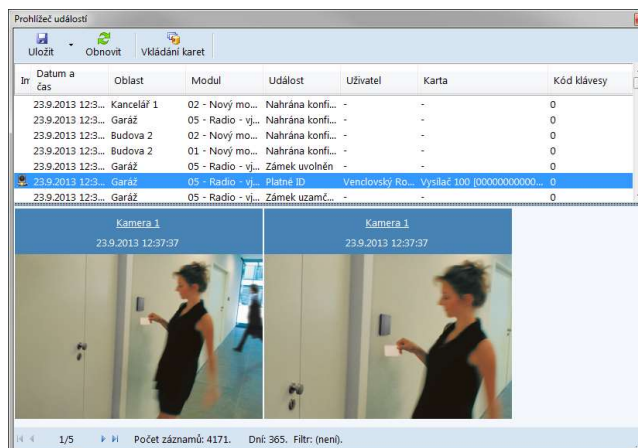 Prohlížeč událostí
Uložit Obnovit Vkládání karet
Im Datum a čas Oblast Modul Událost Uživatel Karta Kód klávesy
23.9.2013 12:3... Kancelář 1 02 - Nový mo... Nahrána konfi... - - 0
23.9.2013 12:3... Garáž 05 - Radio - vj... Nahrána konfi... - - 0
23.9.2013 12:3... Budova 2 02 - Nový mo... Nahrána konfi... - - 0
23.9.2013 12:3... Budova 2 01 - Nový mo... Nahrána konfi... - - 0
23.9.2013 12:3... Garáž 05 - Radio - vj... Zámek uvolněn - - 0
23.9.2013 12:3... Garáž 05 - Radio - vj... Platné ID Venclovský Ro... Vysílač 100 [00000000000... 0
23.9.2013 12:3... Garáž 05 - Radio - vj... Zámek uzamč... - - 0
Kamera 1 Kamera 1
23.9.2013 12:37:37 23.9.2013 12:37:37
1/5 Počet záznamů: 4171. Dní: 365. Filtr: (není).